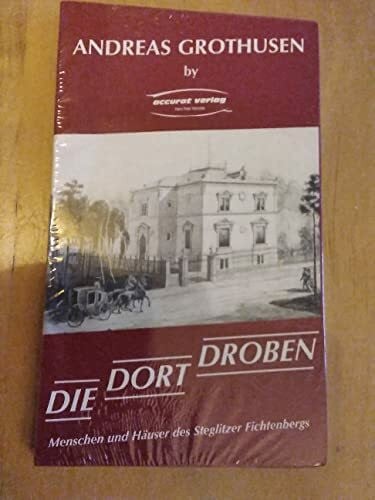 ANDREAS GROTHUSEN
by
accurat verlag
DIE DORT DROBEN
Menschen und Häuser des Steglitzer Fichtenbergs